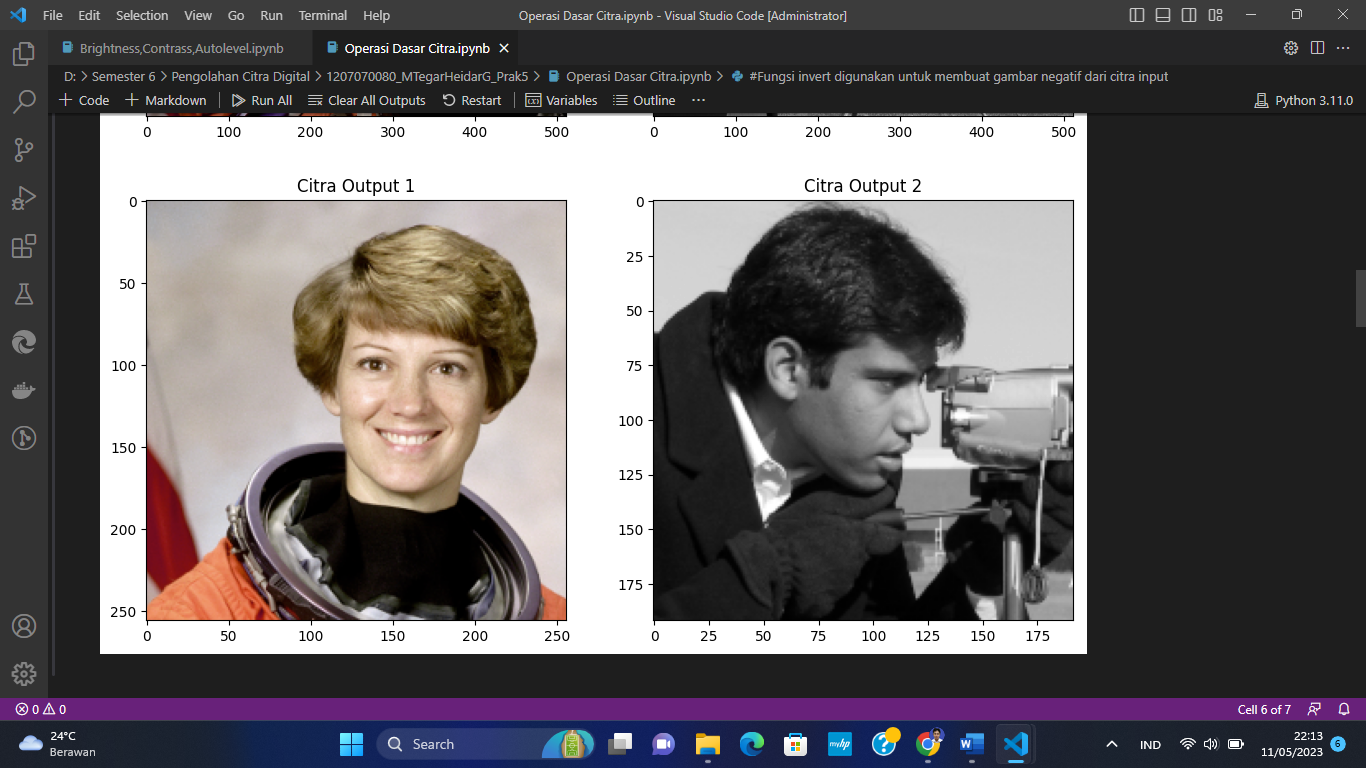 File Edit Selection View Go Run Terminal Help Operasi Dasar Citra.ipynb - Visual Studio Code [Administrator]
Brightness,Contrass,Autolevel.ipynb Operasi Dasar Citra.ipynb
D: > Semester 6 > Pengolahan Citra Digital > 1207070080_MTegarHeidarG_Prak5 > Operasi Dasar Citra.ipynb > #Fungsi invert digunakan untuk membuat gambar negatif dari citra input
+ Code + Markdown Run All Clear All Outputs Restart Variables Outline ... Python 3.11.0
0 100 200 300 400 500
0 100 200 300 400 500
Citra Output 1
0
50
100
150
200
250
0 50 100 150 200 250
Citra Output 2
0
25
50
75
100
125
150
175
0 25 50 75 100 125 150 175
0 0 Cell 6 of 7
24°C
Berawan
Search
myhp
IND
22:13
11/05/2023
6